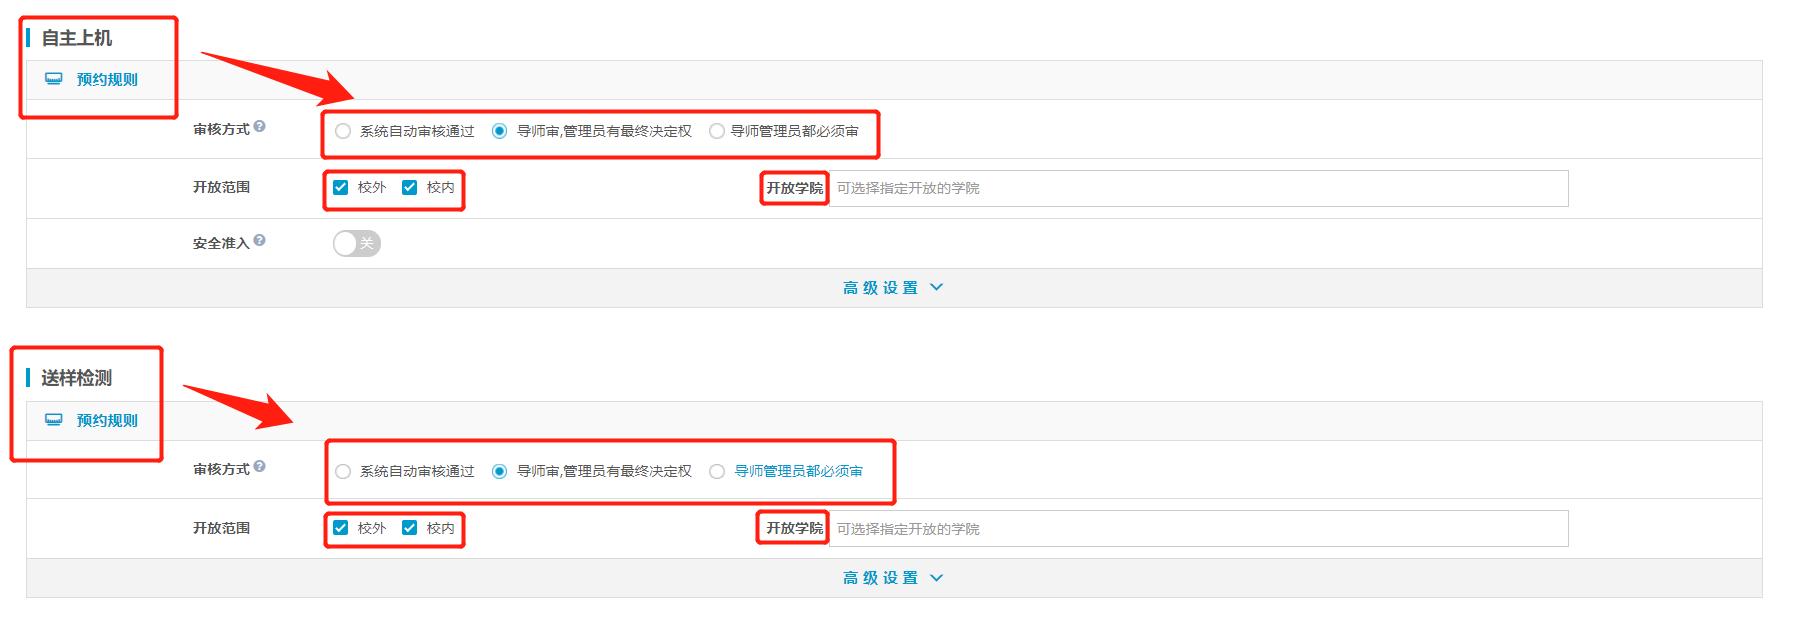 自主上机
预约规则
审核方式 ? 系统自动审核通过 导师审,管理员有最终决定权 导师管理员都必须审
开放范围 校外 校内 开放学院 可选择指定开放的学院
安全准入 ? 关
高级设置
送样检测
预约规则
审核方式 ? 系统自动审核通过 导师审,管理员有最终决定权 导师管理员都必须审
开放范围 校外 校内 开放学院 可选择指定开放的学院
高级设置